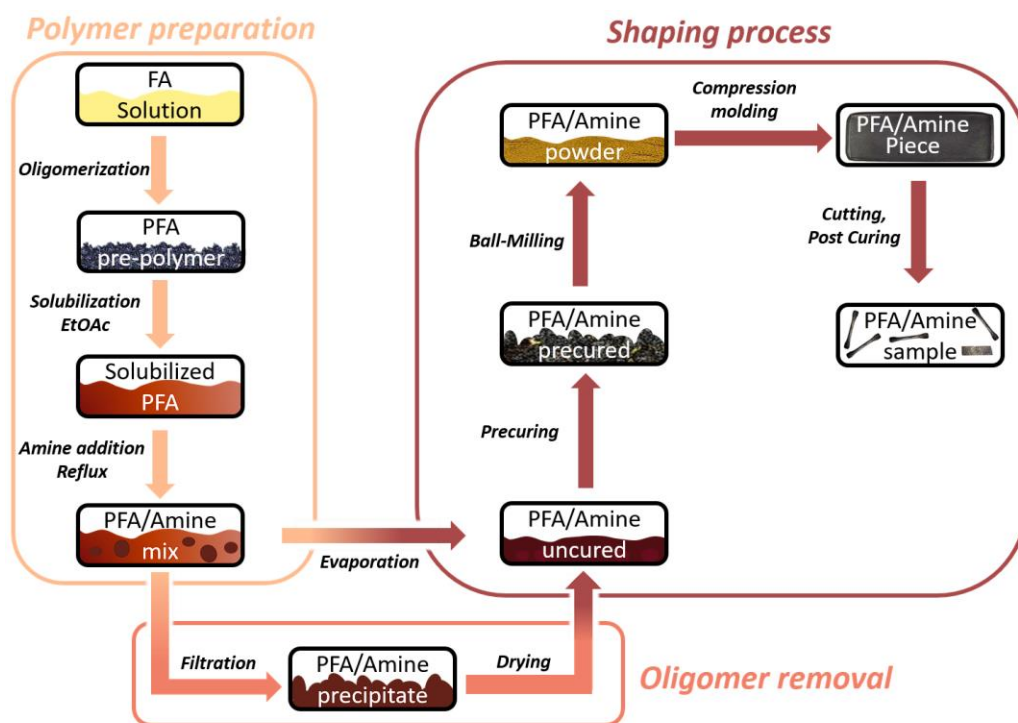 Polymer preparation
FA
Solution
Oligomerization
PFA
pre-polymer
Solubilization
EtOAc
Solubilized
PFA
Amine addition
Reflux
PFA/Amine
mix
Evaporation
Filtration
PFA/Amine
precipitate
Drying
Oligomer removal
Shaping process
PFA/Amine
uncured
Precuring
PFA/Amine
precured
Ball-Milling
PFA/Amine
powder
Compression
molding
PFA/Amine
Piece
Cutting,
Post Curing
PFA/Amine
sample